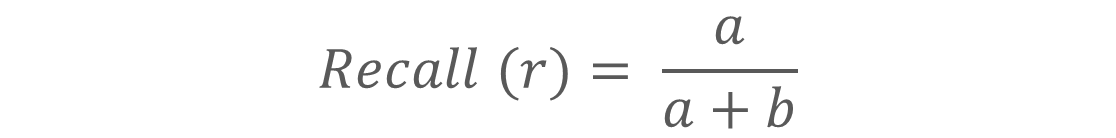 Recall (r) = a / a + b